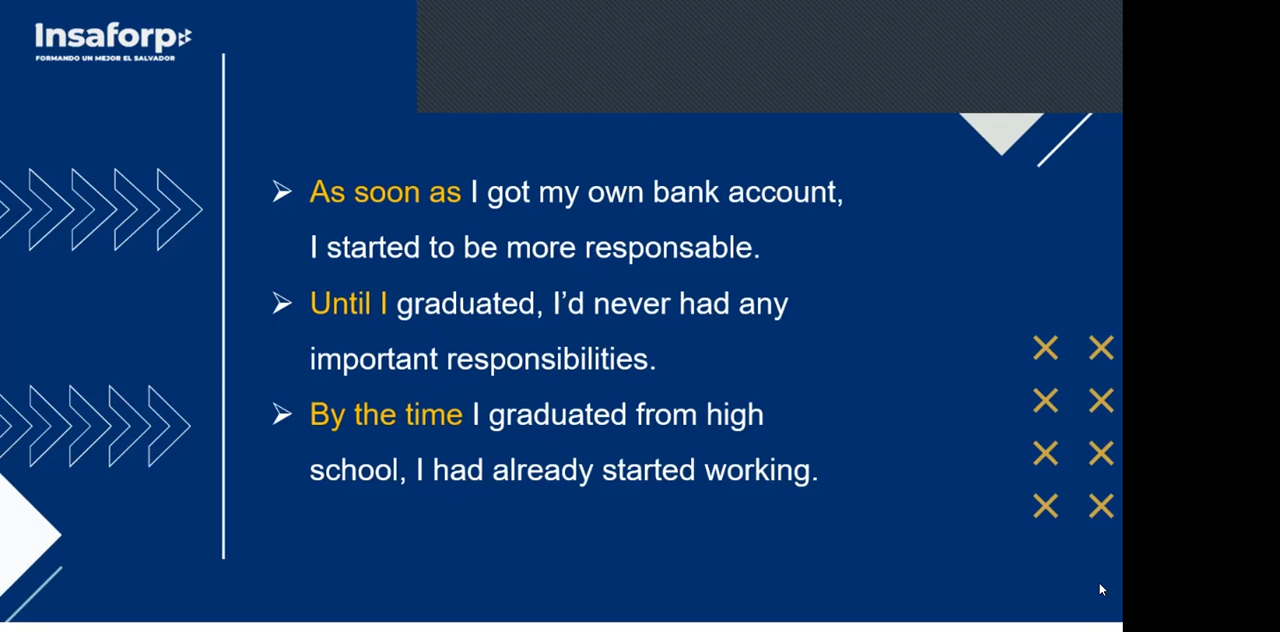 Insaforp
FORMANDO UN MEJOR EL SALVADOR
As soon as I got my own bank account,
I started to be more responsable.
Until I graduated, I’d never had any
important responsibilities.
By the time I graduated from high
school, I had already started working.